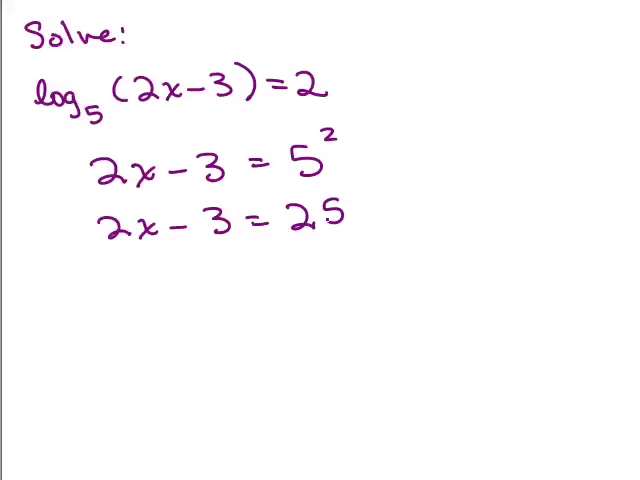 Solve:
log₅ (2x-3) = 2
2x - 3 = 5²
2x - 3 = 25